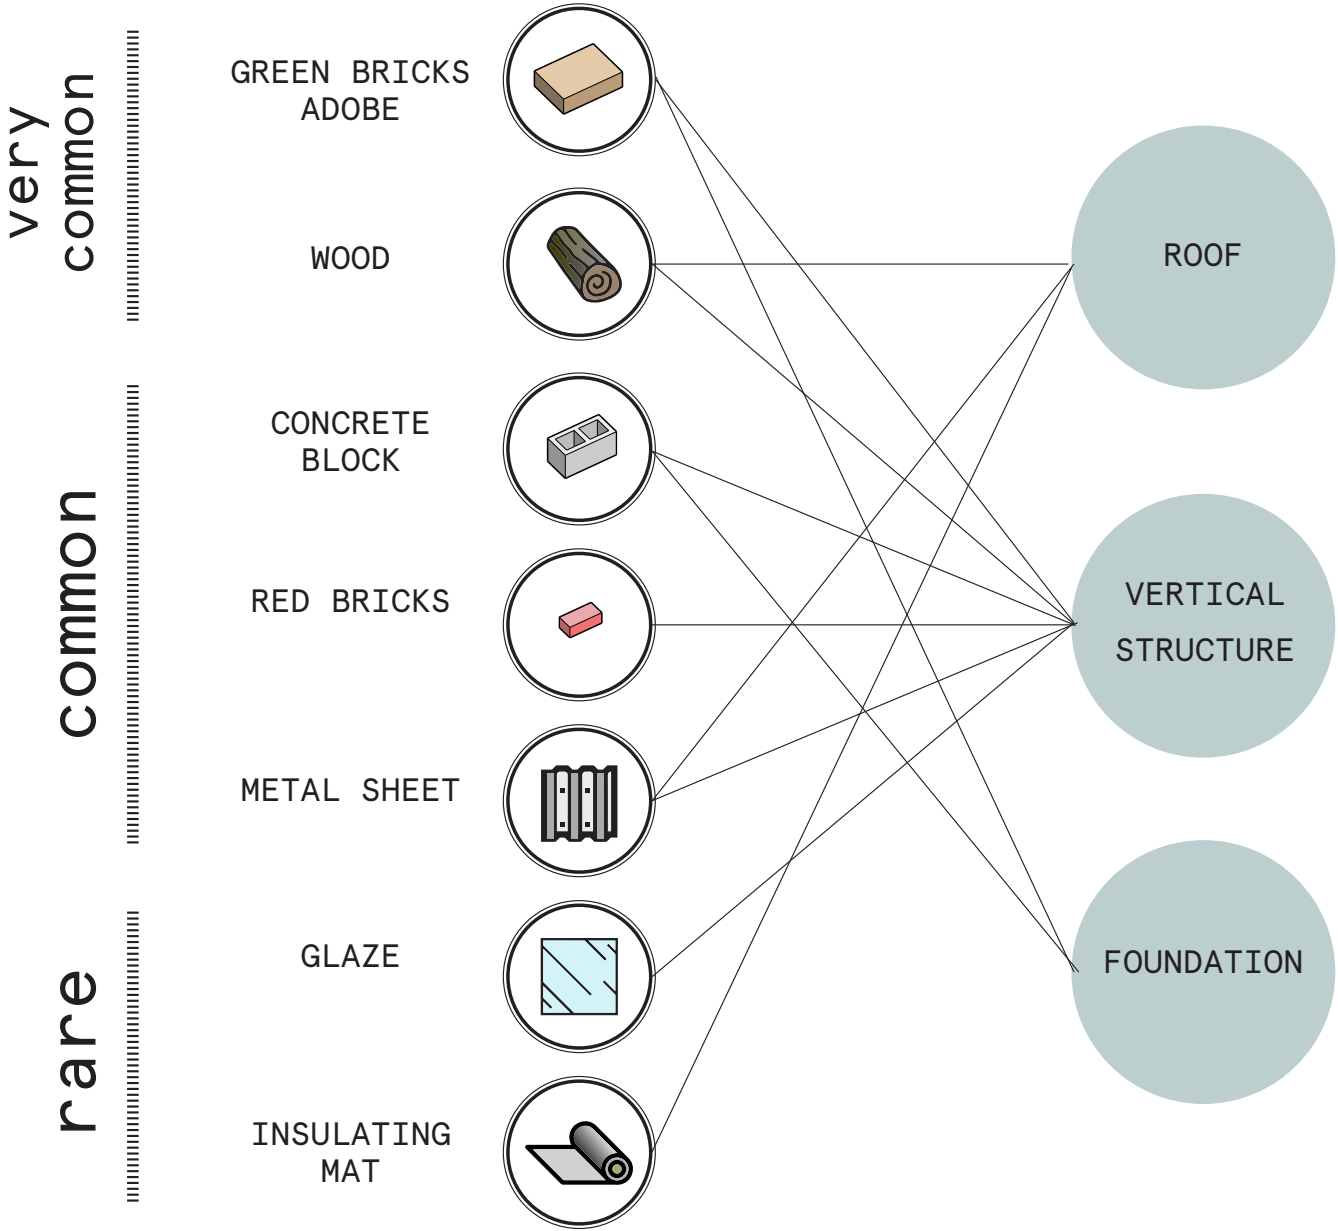 very
common
GREEN BRICKS
ADOBE
WOOD
common
CONCRETE
BLOCK
RED BRICKS
METAL SHEET
rare
GLAZE
INSULATING
MAT
ROOF
VERTICAL
STRUCTURE
FOUNDATION